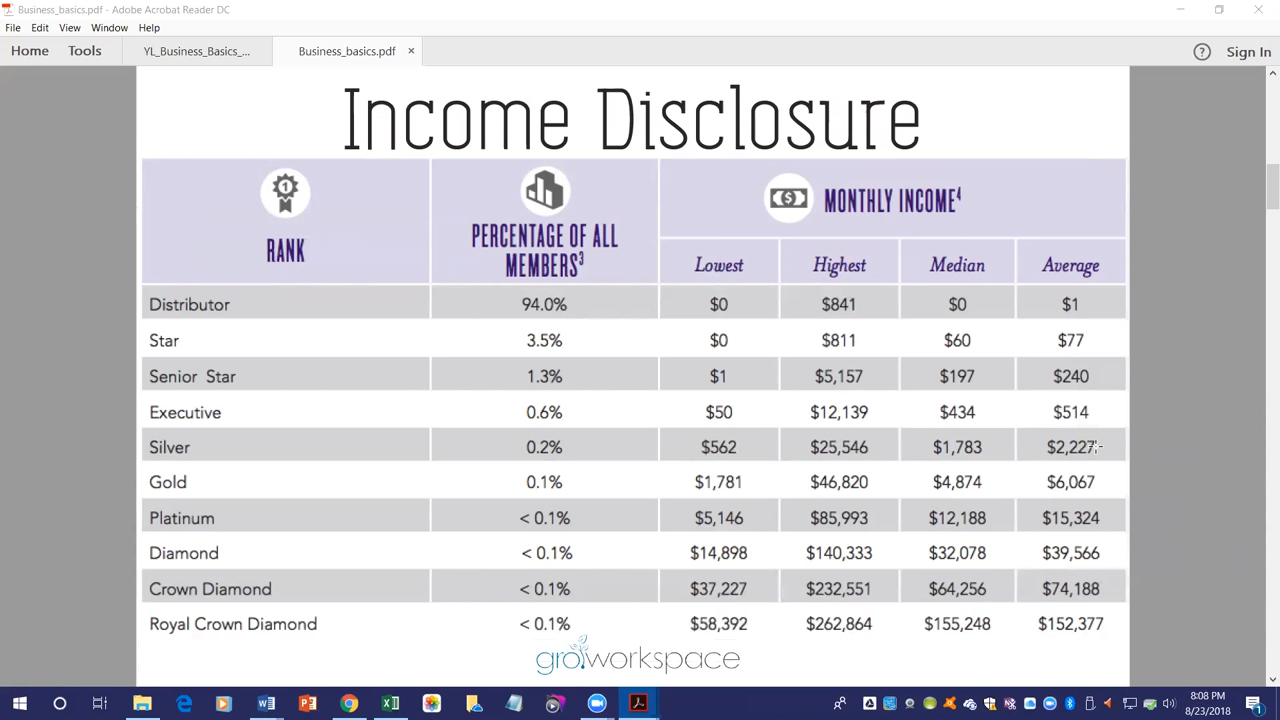 Business_basics.pdf - Adobe Acrobat Reader DC
File Edit View Window Help
Home Tools YL_Business_Basics_... Business_basics.pdf × ? Sign In
Income Disclosure
RANK PERCENTAGE OF ALL MEMBERS3 MONTHLY INCOME4
Lowest Highest Median Average
Distributor 94.0% $0 $841 $0 $1
Star 3.5% $0 $811 $60 $77
Senior Star 1.3% $1 $5,157 $197 $240
Executive 0.6% $50 $12,139 $434 $514
Silver 0.2% $562 $25,546 $1,783 $2,227
Gold 0.1% $1,781 $46,820 $4,874 $6,067
Platinum < 0.1% $5,146 $85,993 $12,188 $15,324
Diamond < 0.1% $14,898 $140,333 $32,078 $39,566
Crown Diamond < 0.1% $37,227 $232,551 $64,256 $74,188
Royal Crown Diamond < 0.1% $58,392 $262,864 $155,248 $152,377
groworkspace
8:08 PM
8/23/2018